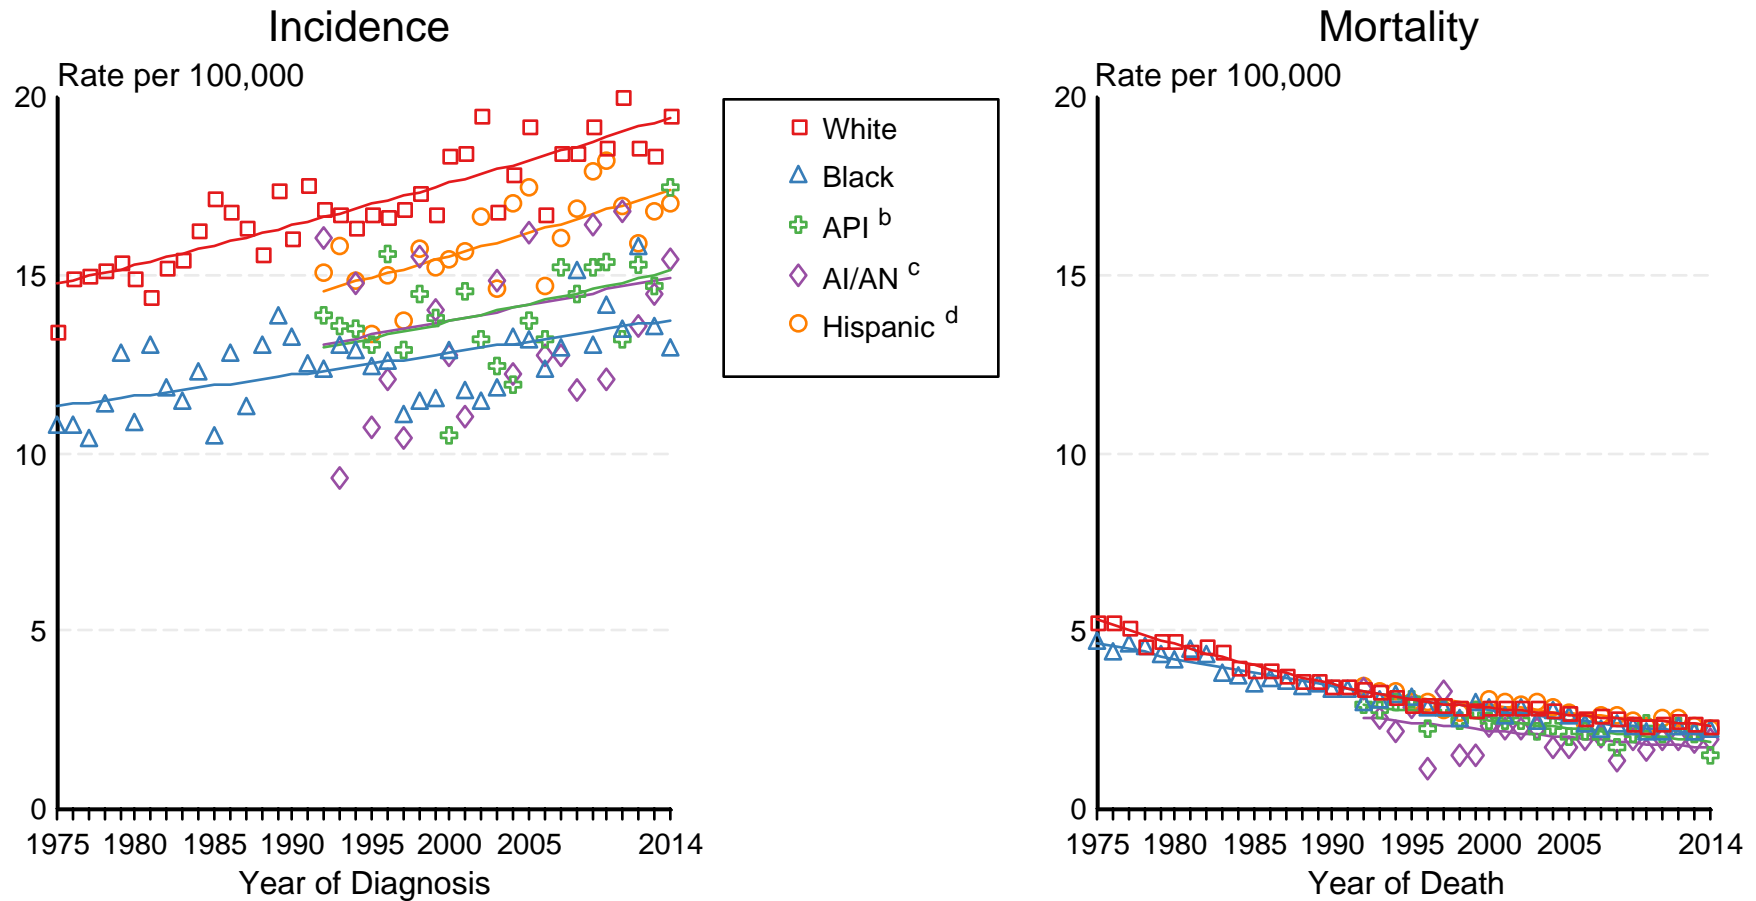 Incidence
Mortality
Rate per 100,000
Rate per 100,000
20
15
10
5
0
1975 1980 1985 1990 1995 2000 2005 2014
Year of Diagnosis
White
Black
API b
AI/AN c
Hispanic d
20
15
10
5
0
1975 1980 1985 1990 1995 2000 2005 2014
Year of Death